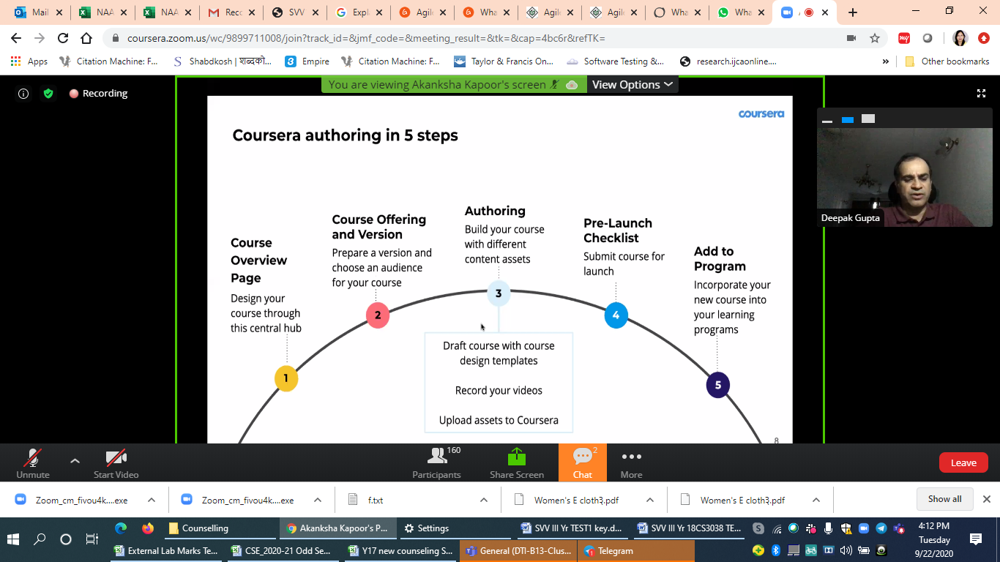 Mail
NAA
NAA
Recc
SVV
Expl
Agil
Wha
Agil
Agil
Wha
Wha
coursera.zoom.us/wc/9899711008/join?track_id=&jmf_code=&meeting_result=&tk=&cap=4bc6r&refTK=
my
Apps
Citation Machine: F...
Shabdkosh | शब्दको...
Empire
Citation Machine: F...
Taylor & Francis On...
Software Testing &...
research.ijcaonline....
»
Other bookmarks
Recording
You are viewing Akanksha Kapoor's screen
View Options
coursera
Coursera authoring in 5 steps
Course
Overview
Page
Design your
course through
this central hub
1
Course Offering
and Version
Prepare a version and
choose an audience
for your course
2
Authoring
Build your course
with different
content assets
3
Draft course with course
design templates
Record your videos
Upload assets to Coursera
Pre-Launch
Checklist
Submit course for
launch
4
Add to
Program
Incorporate your
new course into
your learning
programs
5
8
Deepak Gupta
Unmute
Start Video
160
Participants
Share Screen
2
Chat
More
Leave
Zoom_cm_fivou4k....exe
Zoom_cm_fivou4k....exe
f.txt
Women's E cloth3.pdf
Women's E cloth3.pdf
Show all
Counselling
Akanksha Kapoor's P...
Settings
SVV III Yr TEST1 key.d...
SVV III Yr 18CS3038 TE...
External Lab Marks Te...
CSE_2020-21 Odd Se...
Y17 new counseling S...
General (DTI-B13-Clus...
Telegram
4:12 PM
Tuesday
9/22/2020